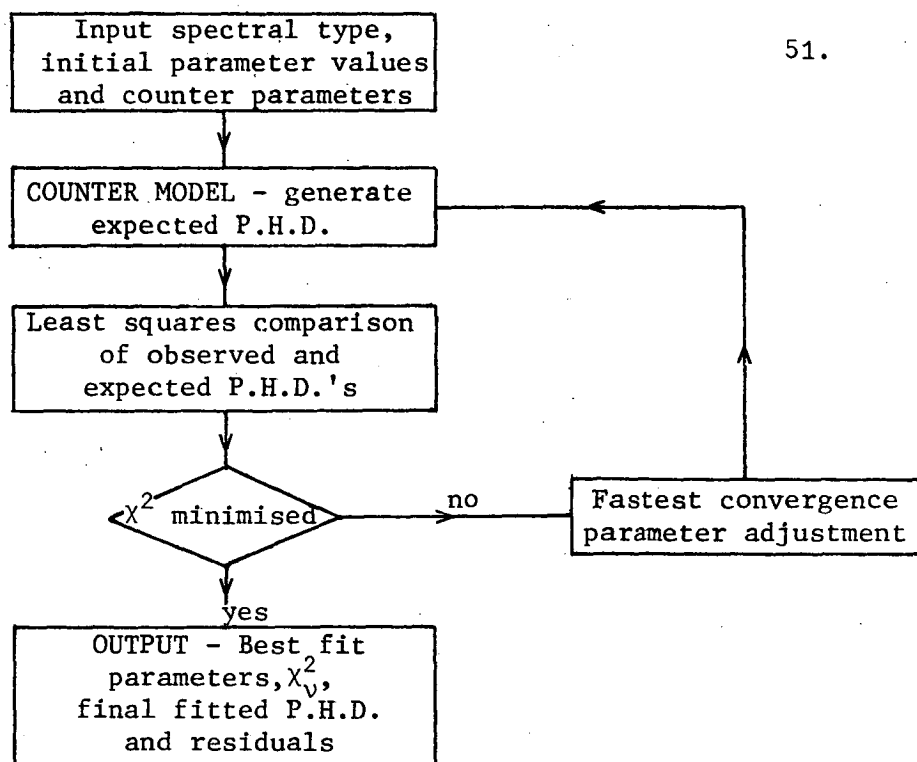 51.
Input spectral type,
initial parameter values
and counter parameters
COUNTER MODEL - generate
expected P.H.D.
Least squares comparison
of observed and
expected P.H.D.'s
χ² minimised
no
Fastest convergence
parameter adjustment
yes
OUTPUT - Best fit
parameters, χ²ᵥ,
final fitted P.H.D.
and residuals